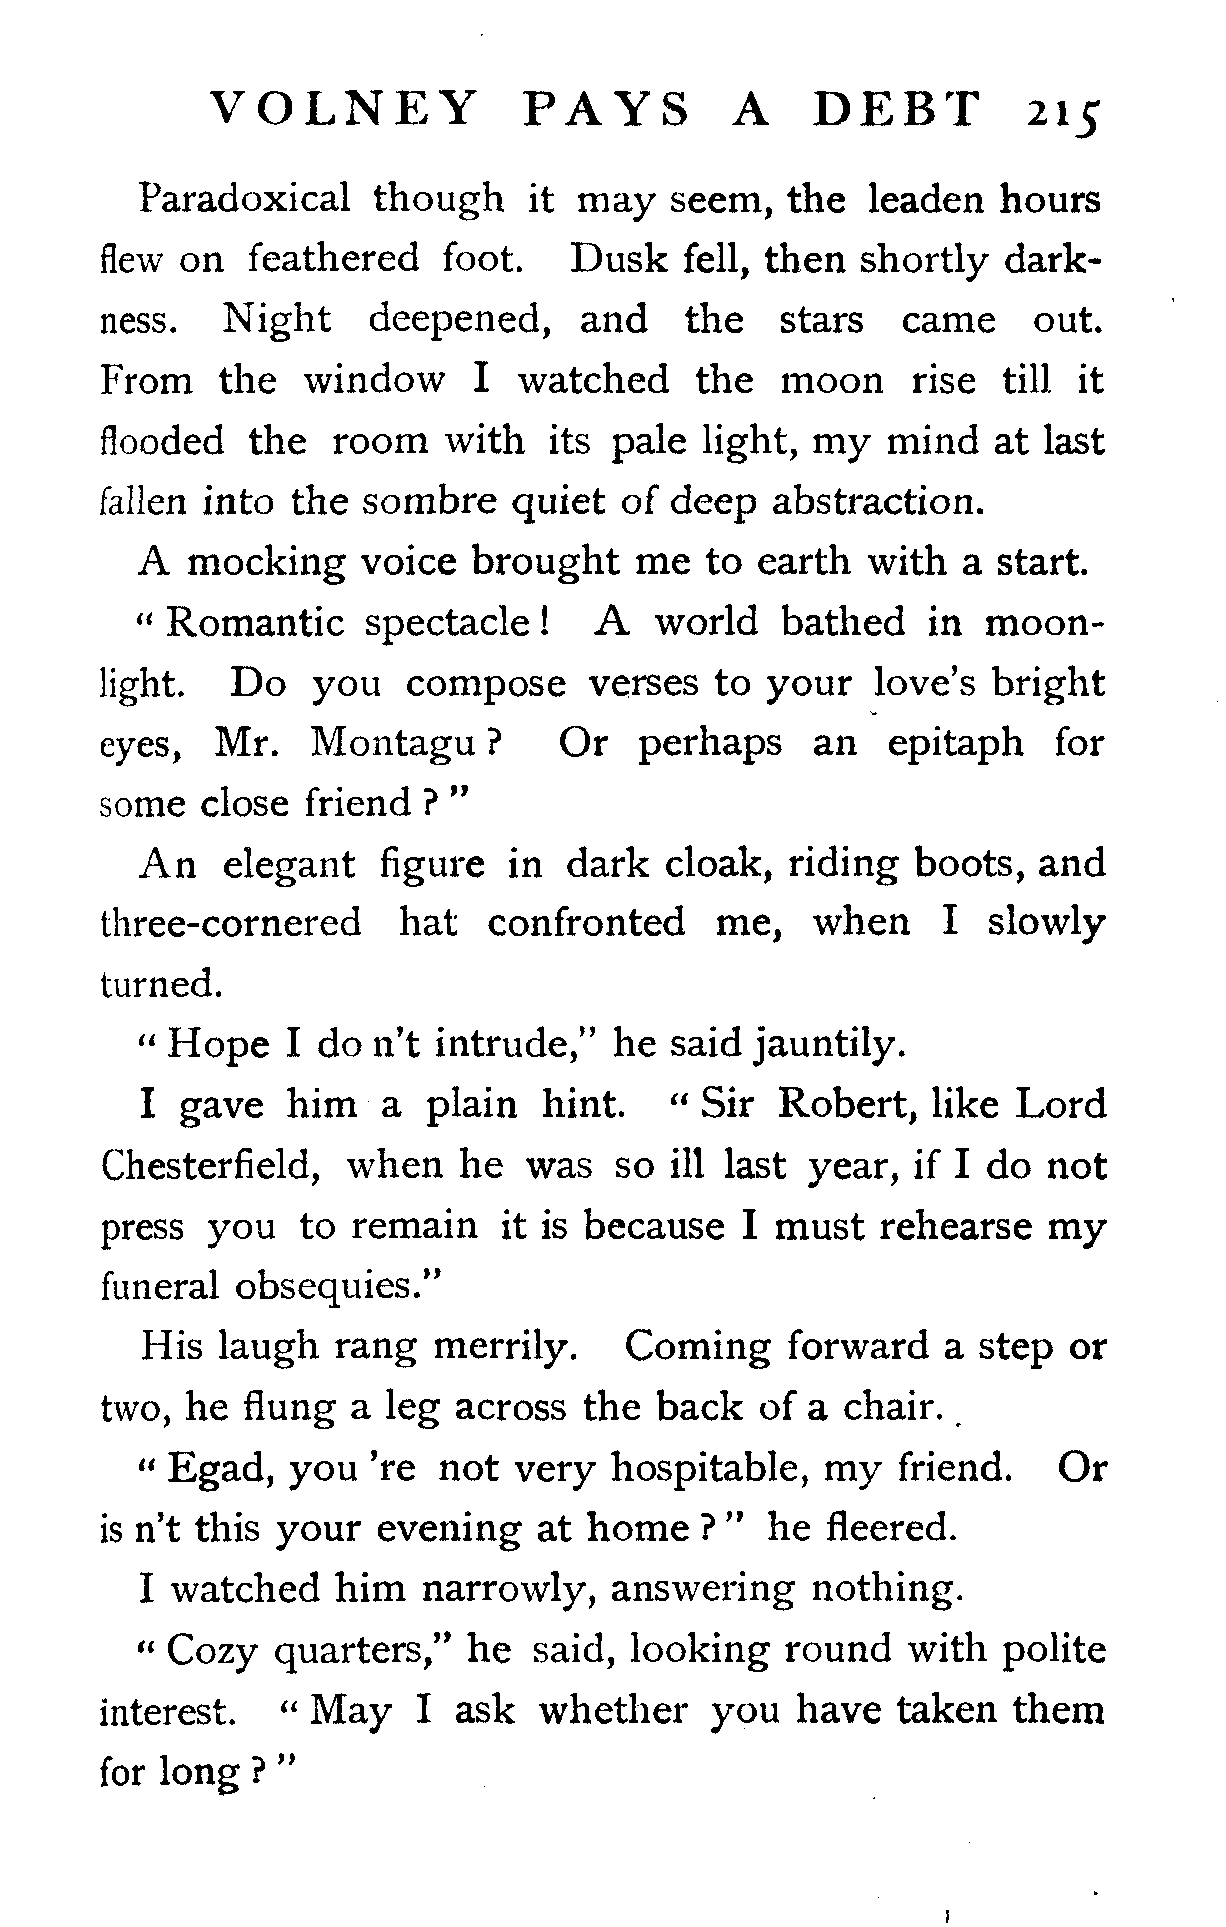 VOLNEY PAYS A DEBT 215
Paradoxical though it may seem, the leaden hours
flew on feathered foot. Dusk fell, then shortly dark-
ness. Night deepened, and the stars came out.
From the window I watched the moon rise till it
flooded the room with its pale light, my mind at last
fallen into the sombre quiet of deep abstraction.
A mocking voice brought me to earth with a start.
" Romantic spectacle ! A world bathed in moon-
light. Do you compose verses to your love's bright
eyes, Mr. Montagu ? Or perhaps an epitaph for
some close friend ? "
An elegant figure in dark cloak, riding boots, and
three-cornered hat confronted me, when I slowly
turned.
" Hope I do n't intrude," he said jauntily.
I gave him a plain hint. " Sir Robert, like Lord
Chesterfield, when he was so ill last year, if I do not
press you to remain it is because I must rehearse my
funeral obsequies."
His laugh rang merrily. Coming forward a step or
two, he flung a leg across the back of a chair.
" Egad, you 're not very hospitable, my friend. Or
is n't this your evening at home ? " he fleered.
I watched him narrowly, answering nothing.
" Cozy quarters," he said, looking round with polite
interest. " May I ask whether you have taken them
for long ? "